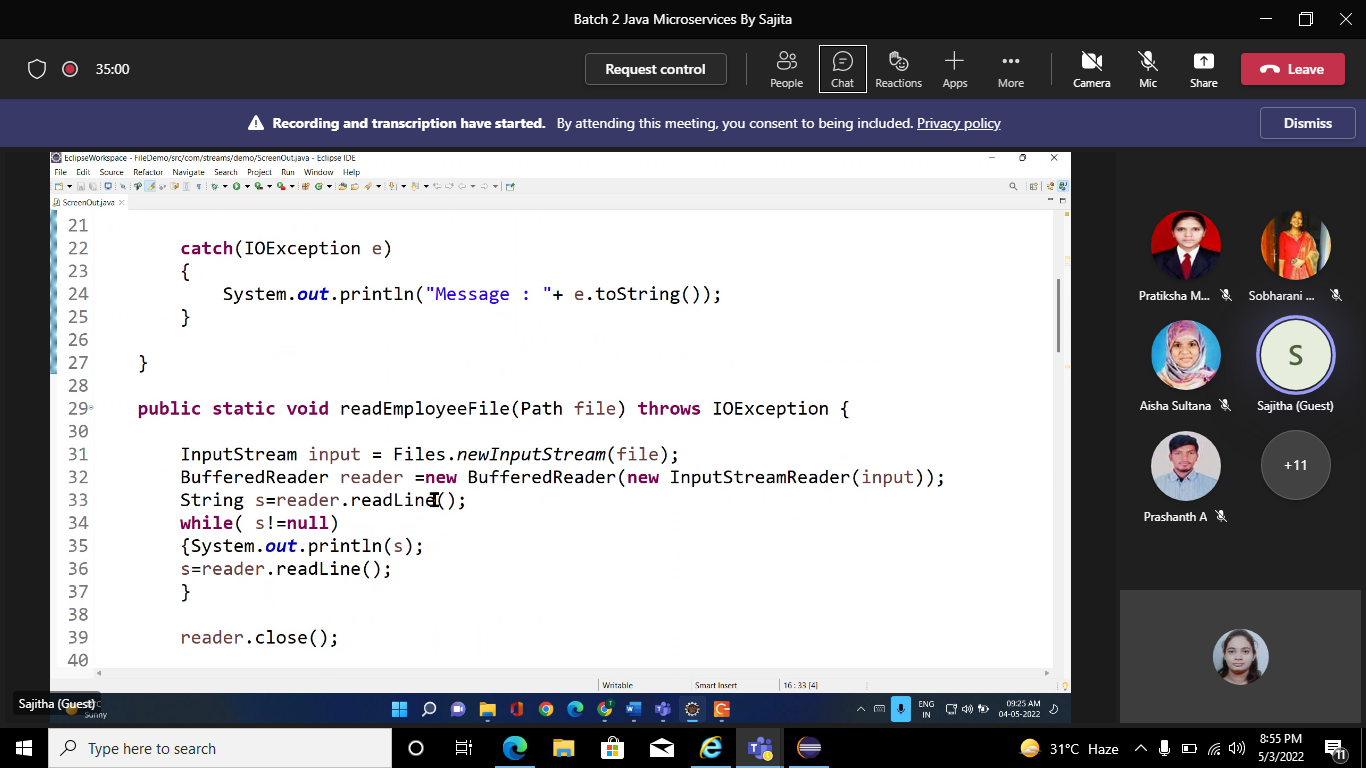 Batch 2 Java Microservices By Sajita
35:00
Request control
People
Chat
Reactions
Apps
More
Camera
Mic
Share
Leave
Recording and transcription have started. By attending this meeting, you consent to being included. Privacy policy
Dismiss
EclipseWorkspace - FileDemo/src/com/streams/demo/ScreenOut.java - Eclipse IDE
File Edit Source Refactor Navigate Search Project Run Window Help
ScreenOut.java
21
22 catch(IOException e)
23 {
24 System.out.println("Message : "+ e.toString());
25 }
26
27 }
28
29 public static void readEmployeeFile(Path file) throws IOException {
30
31 InputStream input = Files.newInputStream(file);
32 BufferedReader reader =new BufferedReader(new InputStreamReader(input));
33 String s=reader.readLine();
34 while( s!=null)
35 {System.out.println(s);
36 s=reader.readLine();
37 }
38
39 reader.close();
40
Writable Smart Insert 16 : 33 [4]
Pratiksha M...
Sobharani ...
Aisha Sultana
S
Sajitha (Guest)
Prashanth A
+11
Sajitha (Guest)
Sunny
ENG
IN
09:25 AM
04-05-2022
Type here to search
31°C Haze
8:55 PM
5/3/2022
11